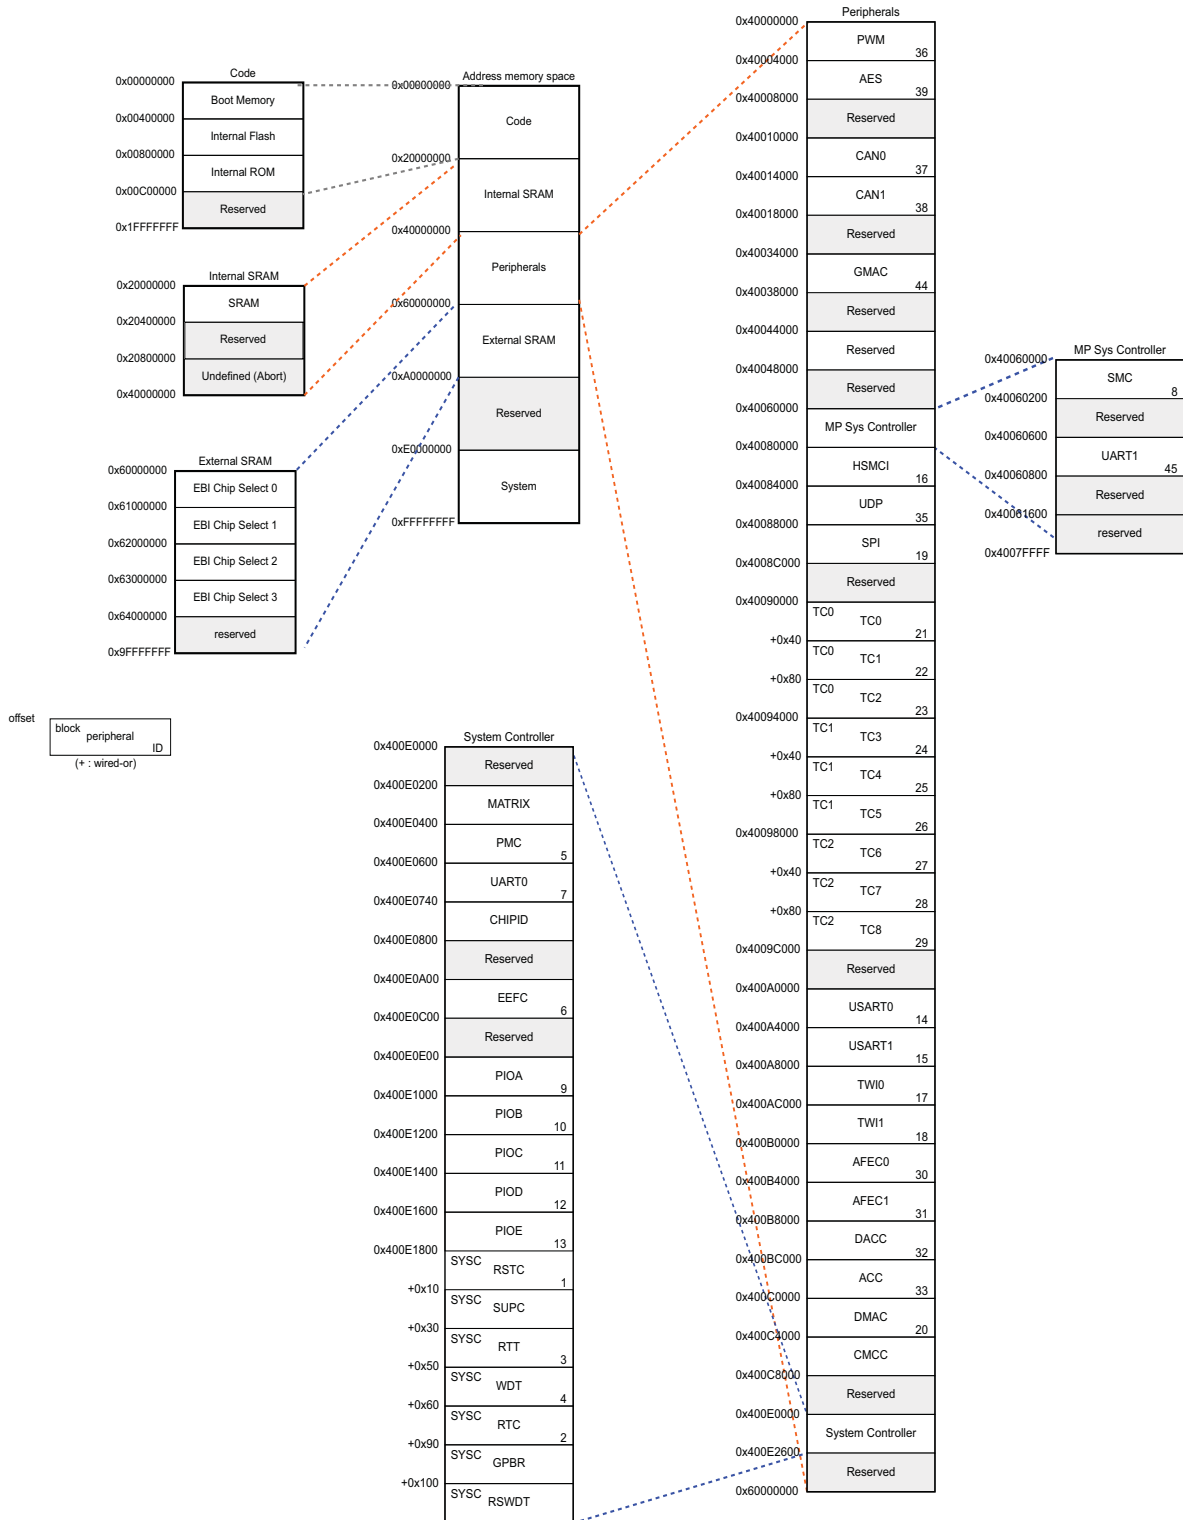 Code
0x00000000
Boot Memory
0x00400000
Internal Flash
0x00800000
Internal ROM
0x00C00000
Reserved
0x1FFFFFFF
Internal SRAM
0x20000000
SRAM
0x20400000
Reserved
0x20800000
Undefined (Abort)
0x40000000
External SRAM
0x60000000
EBI Chip Select 0
0x61000000
EBI Chip Select 1
0x62000000
EBI Chip Select 2
0x63000000
EBI Chip Select 3
0x64000000
reserved
0x9FFFFFFF
offset
block
peripheral
ID
(+ : wired-or)
Address memory space
0x00000000
Code
0x20000000
Internal SRAM
0x40000000
Peripherals
0x60000000
External SRAM
0xA0000000
Reserved
0xE0000000
System
0xFFFFFFFF
System Controller
0x400E0000
Reserved
0x400E0200
MATRIX
0x400E0400
PMC
5
0x400E0600
UART0
7
0x400E0740
CHIPID
0x400E0800
Reserved
0x400E0A00
EEFC
6
0x400E0C00
Reserved
0x400E0E00
PIOA
9
0x400E1000
PIOB
10
0x400E1200
PIOC
11
0x400E1400
PIOD
12
0x400E1600
PIOE
13
0x400E1800
SYSC
RSTC
1
+0x10
SYSC
SUPC
+0x30
SYSC
RTT
3
+0x50
SYSC
WDT
4
+0x60
SYSC
RTC
2
+0x90
SYSC
GPBR
+0x100
SYSC
RSWDT
Peripherals
0x40000000
PWM
36
0x40004000
AES
39
0x40008000
Reserved
0x40010000
CAN0
37
0x40014000
CAN1
38
0x40018000
Reserved
0x40034000
GMAC
44
0x40038000
Reserved
0x40044000
Reserved
0x40048000
Reserved
0x40060000
MP Sys Controller
0x40080000
HSMCI
16
0x40084000
UDP
35
0x40088000
SPI
19
0x4008C000
Reserved
0x40090000
TC0
TC0
21
+0x40
TC0
TC1
22
+0x80
TC0
TC2
23
0x40094000
TC1
TC3
24
+0x40
TC1
TC4
25
+0x80
TC1
TC5
26
0x40098000
TC2
TC6
27
+0x40
TC2
TC7
28
+0x80
TC2
TC8
29
0x4009C000
Reserved
0x400A0000
USART0
14
0x400A4000
USART1
15
0x400A8000
TWI0
17
0x400AC000
TWI1
18
0x400B0000
AFEC0
30
0x400B4000
AFEC1
31
0x400B8000
DACC
32
0x400BC000
ACC
33
0x400C0000
DMAC
20
0x400C4000
CMCC
0x400C8000
Reserved
0x400E0000
System Controller
0x400E2600
Reserved
0x60000000
MP Sys Controller
0x40060000
SMC
8
0x40060200
Reserved
0x40060600
UART1
45
0x40060800
Reserved
0x40061600
reserved
0x4007FFFF